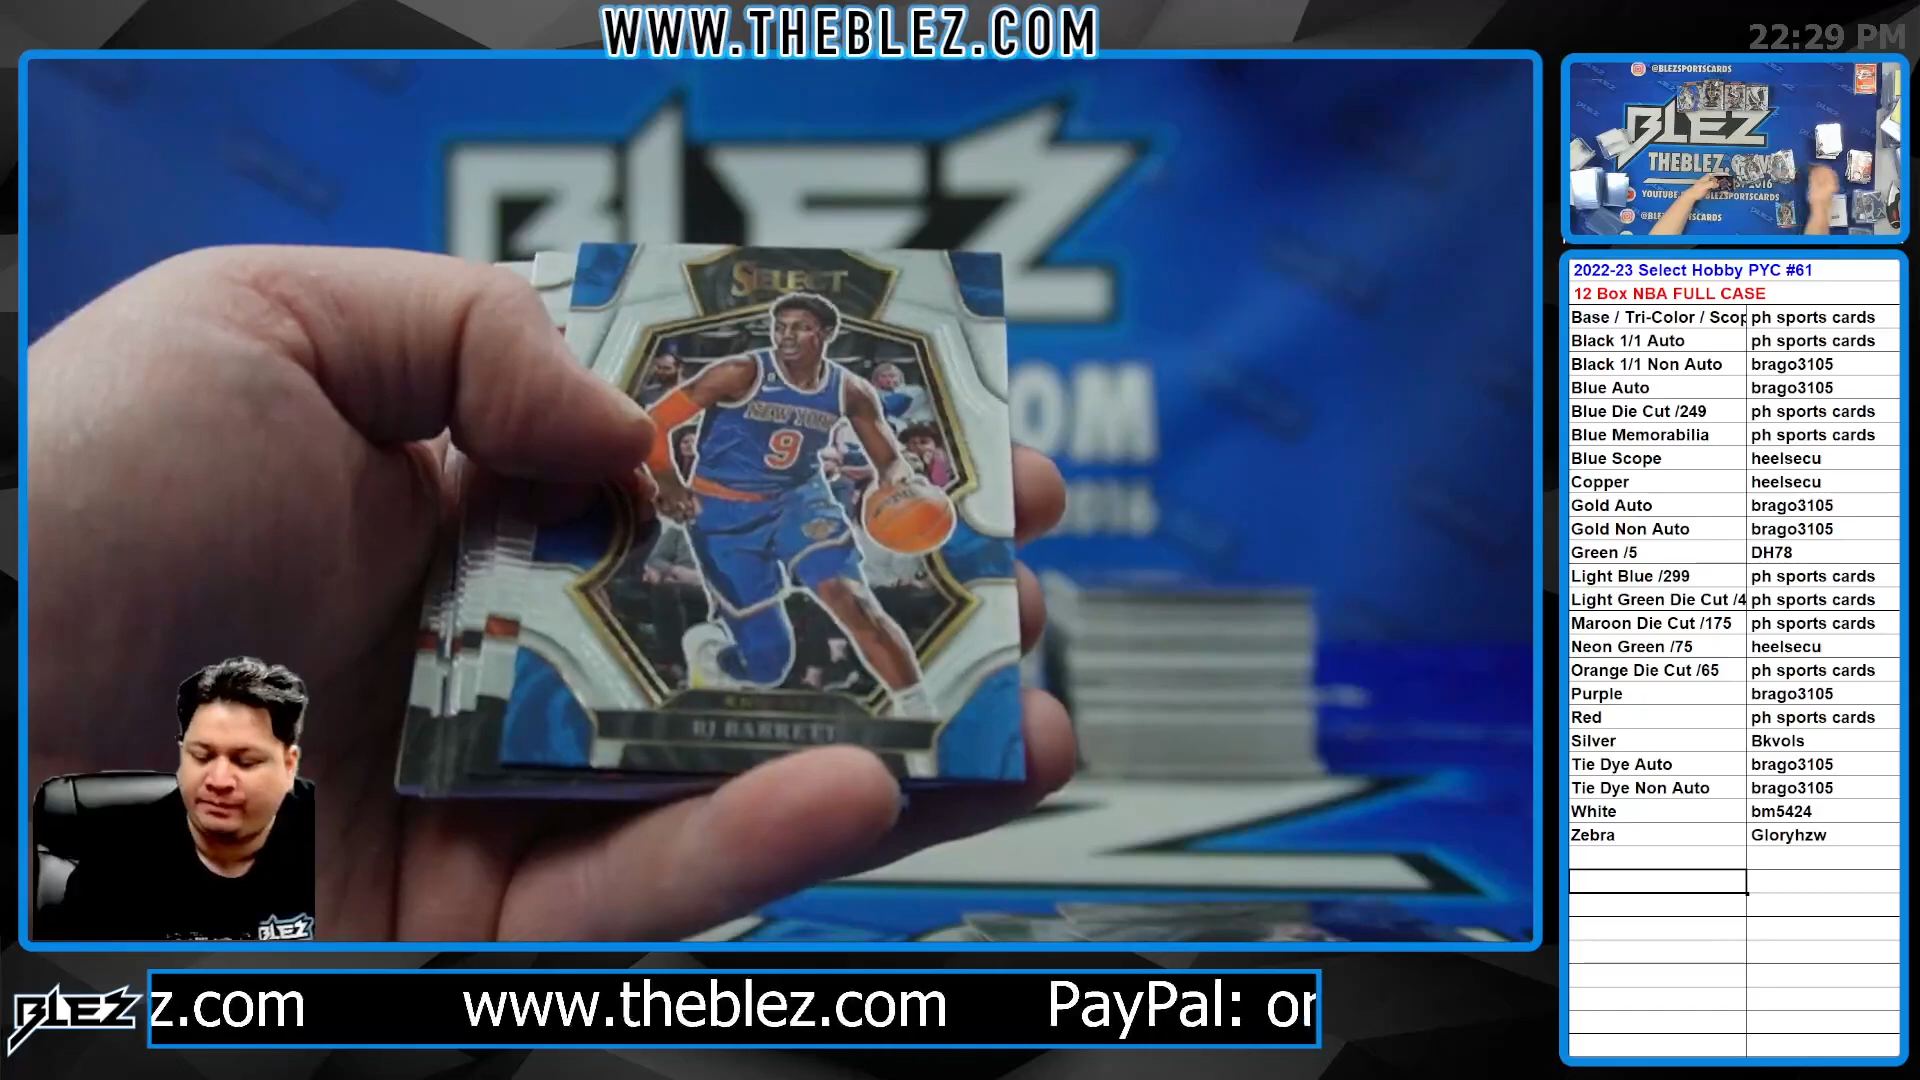 WWW.THEBLEZ.COM
22:29 PM
BLEZ
SELECT
NEW YORK
9
RJ BARRETT
OM
2016
@BLEZSPORTSCARDS
BLEZ
THEBLEZ
2016
YOUTUBE
BLEZSPORTSCARDS
2022-23 Select Hobby PYC #61
12 Box NBA FULL CASE
Base / Tri-Color / Scop ph sports cards
Black 1/1 Auto ph sports cards
Black 1/1 Non Auto brago3105
Blue Auto brago3105
Blue Die Cut /249 ph sports cards
Blue Memorabilia ph sports cards
Blue Scope heelsecu
Copper heelsecu
Gold Auto brago3105
Gold Non Auto brago3105
Green /5 DH78
Light Blue /299 ph sports cards
Light Green Die Cut /4 ph sports cards
Maroon Die Cut /175 ph sports cards
Neon Green /75 heelsecu
Orange Die Cut /65 ph sports cards
Purple brago3105
Red ph sports cards
Silver Bkvols
Tie Dye Auto brago3105
Tie Dye Non Auto brago3105
White bm5424
Zebra Gloryhzw
BLEZ
BLEZ
z.com www.theblez.com PayPal: or